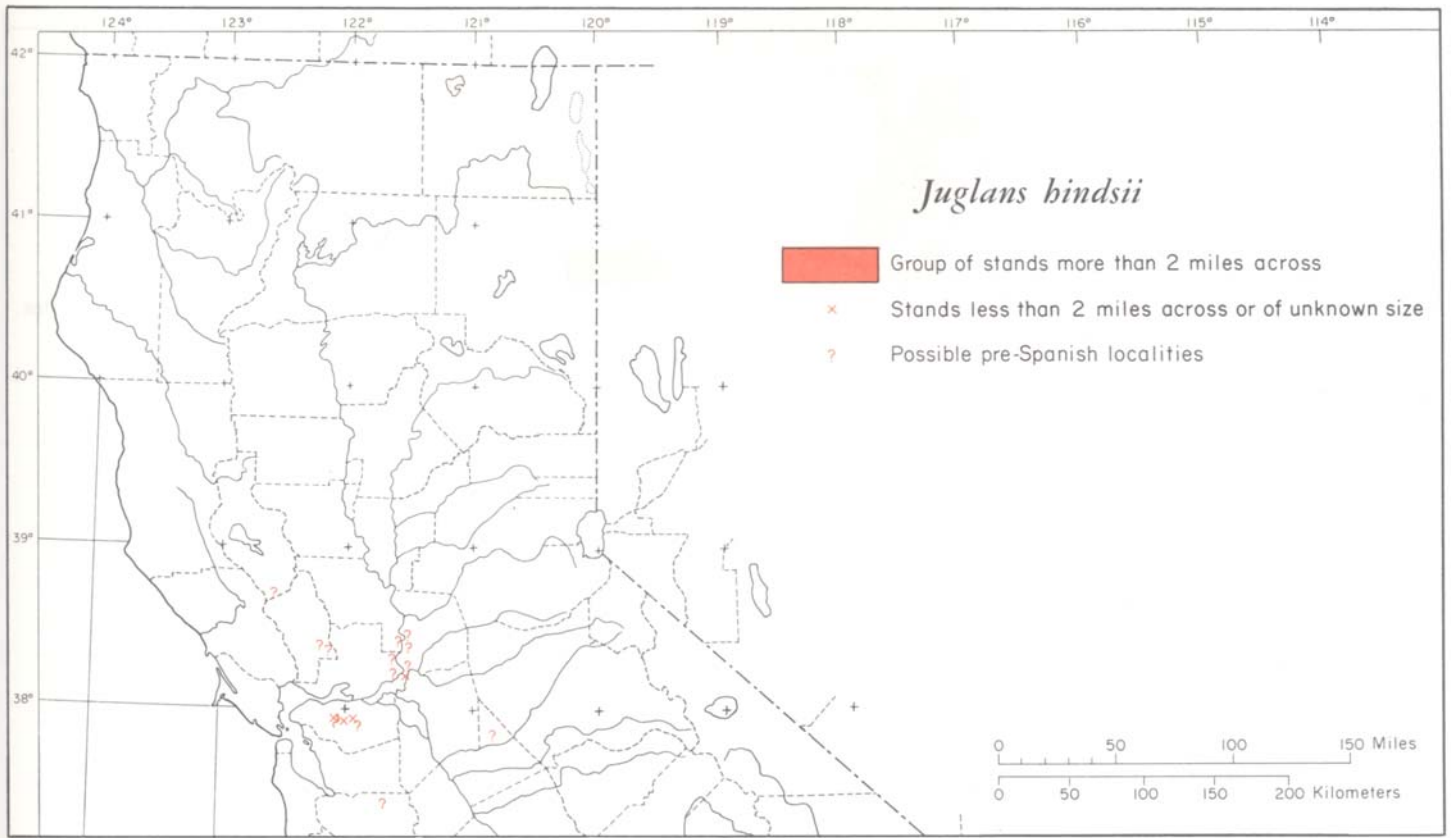 124° 123° 122° 121° 120° 119° 118° 117° 116° 115° 114°
42°
41°
Juglans hindsii
Group of stands more than 2 miles across
× Stands less than 2 miles across or of unknown size
? Possible pre-Spanish localities
40°
39°
?
? ?
? ?
?
?
?
? ×
38°
? × × × ?
?
0 50 100 150 Miles
0 50 100 150 200 Kilometers
?